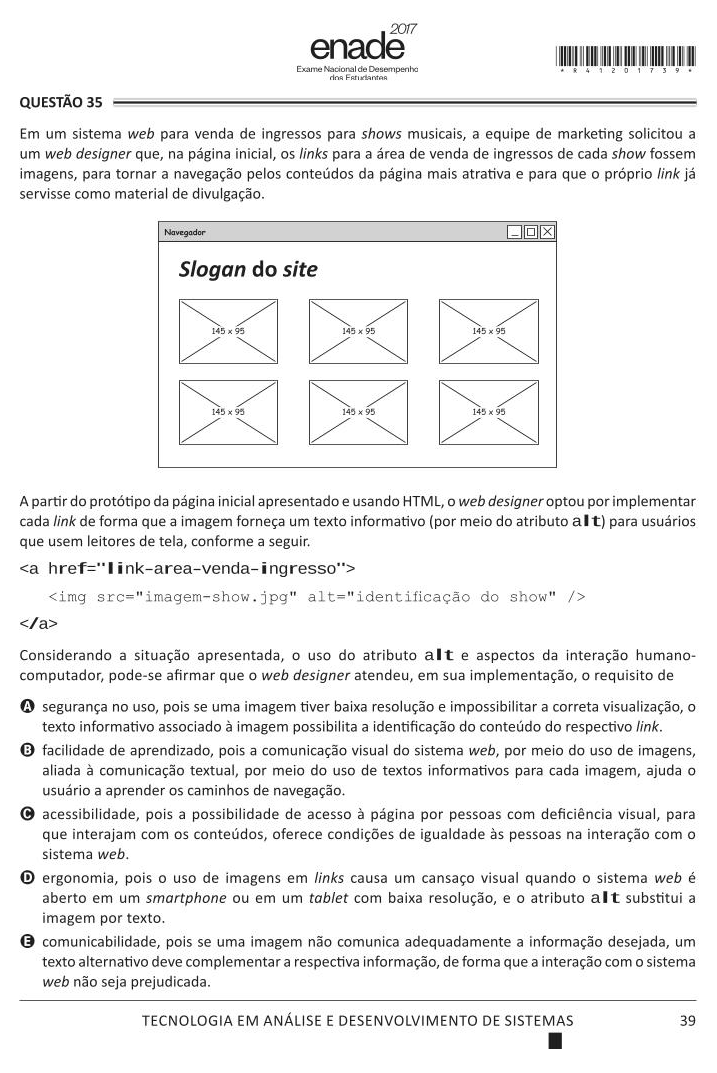 2017
enade
Exame Nacional de Desempenho
dos Estudantes
* R 4 1 2 0 1 7 3 9 *
QUESTÃO 35
Em um sistema web para venda de ingressos para shows musicais, a equipe de marketing solicitou a
um web designer que, na página inicial, os links para a área de venda de ingressos de cada show fossem
imagens, para tornar a navegação pelos conteúdos da página mais atrativa e para que o próprio link já
servisse como material de divulgação.
Navegador
Slogan do site
145 x 95 145 x 95 145 x 95
145 x 95 145 x 95 145 x 95
A partir do protótipo da página inicial apresentado e usando HTML, o web designer optou por implementar
cada link de forma que a imagem forneça um texto informativo (por meio do atributo alt) para usuários
que usem leitores de tela, conforme a seguir.
<a href="link-area-venda-ingresso">
<img src="imagem-show.jpg" alt="identificação do show" />
</a>
Considerando a situação apresentada, o uso do atributo alt e aspectos da interação humano-
computador, pode-se afirmar que o web designer atendeu, em sua implementação, o requisito de
A segurança no uso, pois se uma imagem tiver baixa resolução e impossibilitar a correta visualização, o
texto informativo associado à imagem possibilita a identificação do conteúdo do respectivo link.
B facilidade de aprendizado, pois a comunicação visual do sistema web, por meio do uso de imagens,
aliada à comunicação textual, por meio do uso de textos informativos para cada imagem, ajuda o
usuário a aprender os caminhos de navegação.
C acessibilidade, pois a possibilidade de acesso à página por pessoas com deficiência visual, para
que interajam com os conteúdos, oferece condições de igualdade às pessoas na interação com o
sistema web.
D ergonomia, pois o uso de imagens em links causa um cansaço visual quando o sistema web é
aberto em um smartphone ou em um tablet com baixa resolução, e o atributo alt substitui a
imagem por texto.
E comunicabilidade, pois se uma imagem não comunica adequadamente a informação desejada, um
texto alternativo deve complementar a respectiva informação, de forma que a interação com o sistema
web não seja prejudicada.
TECNOLOGIA EM ANÁLISE E DESENVOLVIMENTO DE SISTEMAS 39